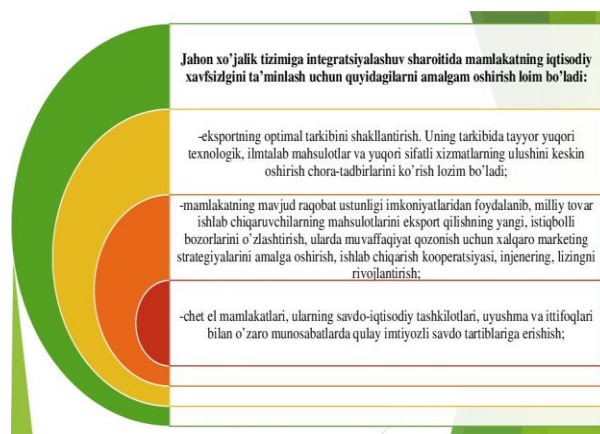 Jahon xo’jalik tizimiga integratsiyalashuv sharoitida mamlakatning iqtisodiy
xavfsizlgini ta’minlash uchun quyidagilarni amalgam oshirish loim bo’ladi:
-eksportning optimal tarkibini shakllantirish. Uning tarkibida tayyor yuqori
texnologik, ilmtalab mahsulotlar va yuqori sifatli xizmatlarning ulushini keskin
oshirish chora-tadbirlarini ko’rish lozim bo’ladi;
-mamlakatning mavjud raqobat ustunligi imkoniyatlaridan foydalanib, milliy tovar
ishlab chiqaruvchilarning mahsulotlarini eksport qilishning yangi, istiqbolli
bozorlarini o’zlashtirish, ularda muvaffaqiyat qozonish uchun xalqaro marketing
strategiyalarini amalga oshirish, ishlab chiqarish kooperatsiyasi, injenering, lizingni
rivojlantirish;
-chet el mamlakatlari, ularning savdo-iqtisodiy tashkilotlari, uyushma va ittifoqlari
bilan o’zaro munosabatlarda qulay imtiyozli savdo tartiblariga erishish;